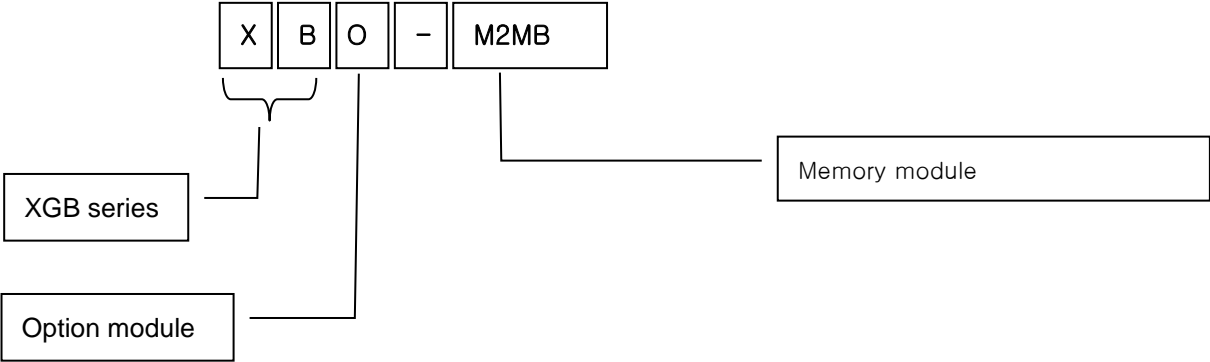 X B O - M2MB
Memory module
XGB series
Option module